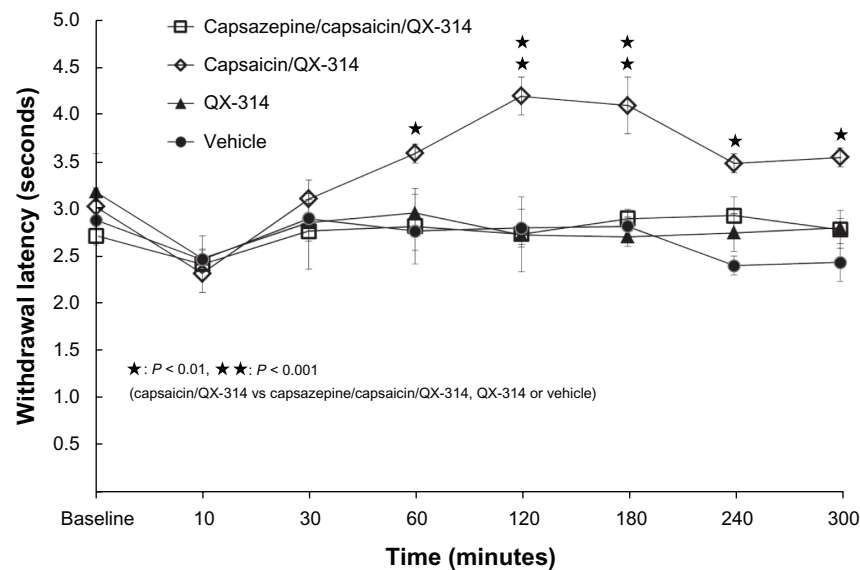 5.0
4.5
4.0
3.5
3.0
2.5
2.0
1.5
1.0
0.5
Withdrawal latency (seconds)
Capsazepine/capsaicin/QX-314
Capsaicin/QX-314
QX-314
Vehicle
★
★
★
★
★
★
★
★: P < 0.01, ★★: P < 0.001
(capsaicin/QX-314 vs capsazepine/capsaicin/QX-314, QX-314 or vehicle)
Baseline 10 30 60 120 180 240 300
Time (minutes)